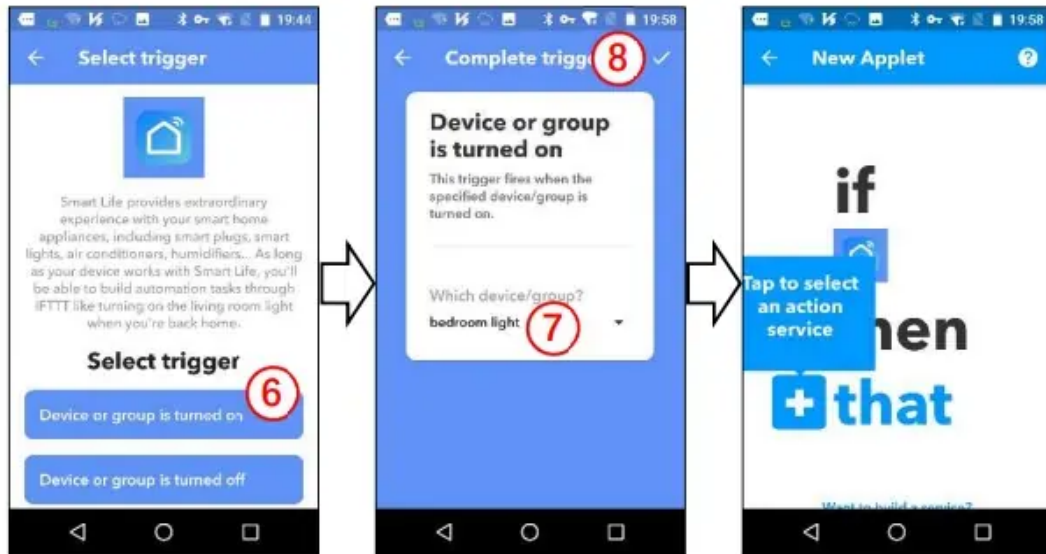 19:44
Select trigger
Smart Life provides extraordinary
experience with your smart home
appliances, including smart plugs, smart
lights, air conditioners, humidifiers... As long
as your device works with Smart Life, you'll
be able to build automation tasks through
IFTTT like turning on the living room light
when you're back home.
Select trigger
6
Device or group is turned on
Device or group is turned off
19:58
Complete trigg
8
Device or group
is turned on
This trigger fires when the
specified device/group is
turned on.
Which device/group?
bedroom light
7
19:58
New Applet
?
if
Tap to select
an action
service
hen
that
Want to build a service?